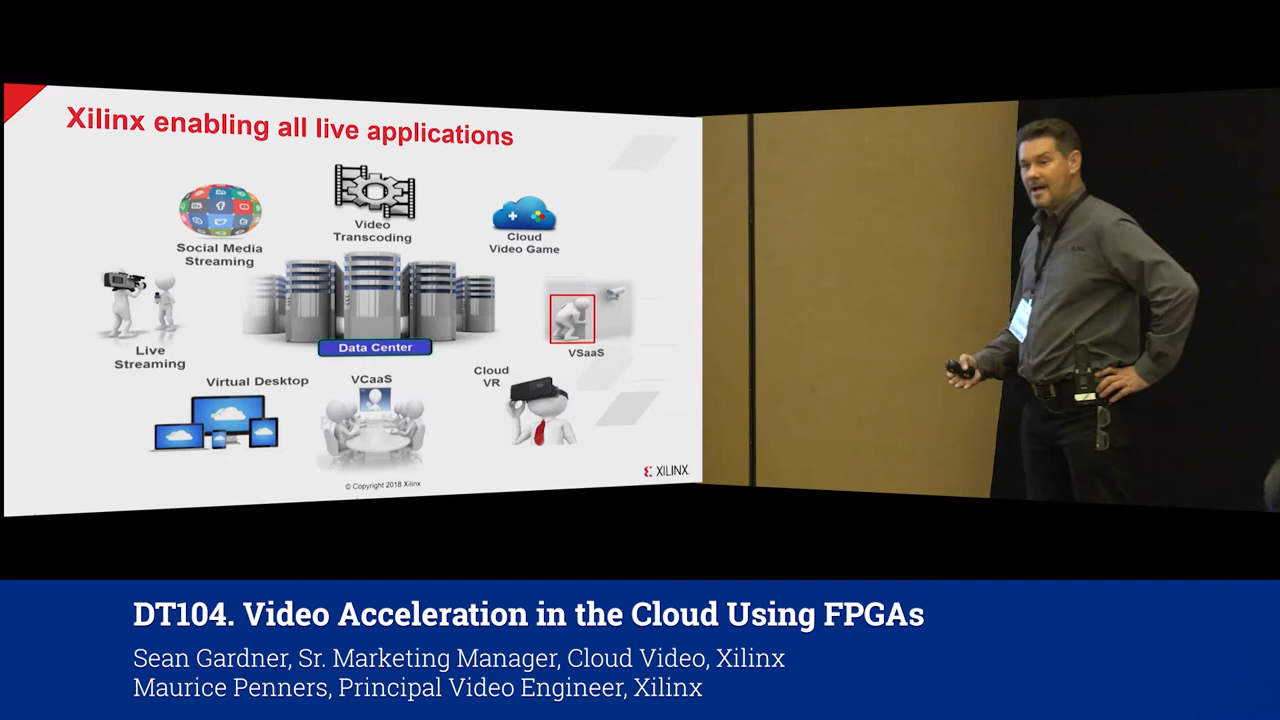 Xilinx enabling all live applications
Video
Transcoding
Social Media
Streaming
Cloud
Video Game
Live
Streaming
Data Center
VSaaS
Virtual Desktop
VCaaS
Cloud
VR
XILINX
© Copyright 2018 Xilinx
DT104. Video Acceleration in the Cloud Using FPGAs
Sean Gardner, Sr. Marketing Manager, Cloud Video, Xilinx
Maurice Penners, Principal Video Engineer, Xilinx